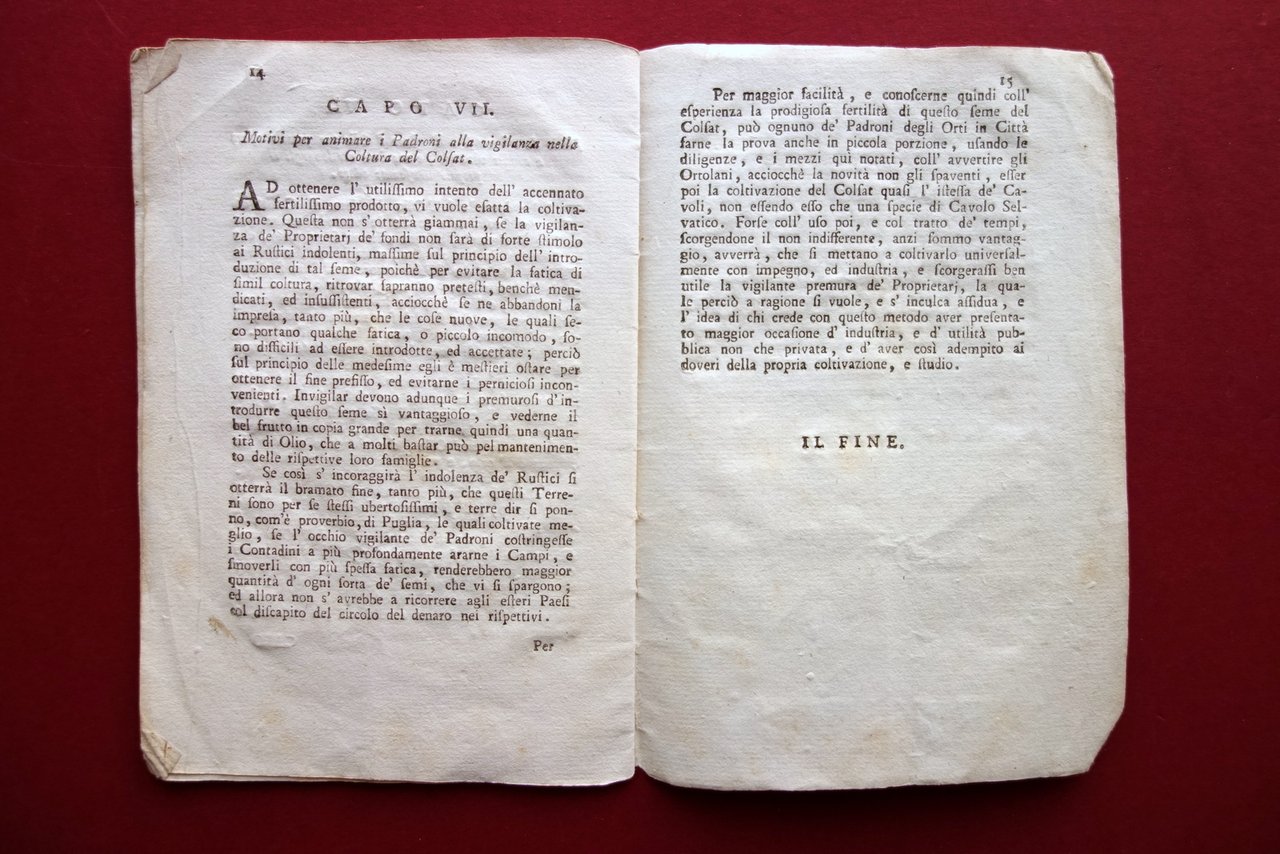 14
CAPO VII.
Motivi per animare i Padroni alla vigilanza nella
Coltura del Colſat.
AD ottenere l' utiliſſimo intento dell' accennato
fertiliſſimo prodotto, vi vuole eſatta la coltiva-
zione. Queſta non s' otterrà giammai, ſe la vigilan-
za de' Proprietarj de' fondi non ſarà di forte ſtimolo
ai Ruſtici indolenti, maſſime ſul principio dell' intro-
duzione di tal ſeme, poichè per evitare la fatica di
ſimil coltura, ritrovar ſapranno preteſti, benchè men-
dicati, ed inſuſſiſtenti, acciocchè ſe ne abbandoni la
impreſa, tanto più, che le coſe nuove, le quali ſe-
co portano qualche fatica, o piccolo incomodo, ſo-
no difficili ad eſſere introdotte, ed accettate; perciò
ſul principio delle medeſime egli è meſtieri oſtare per
ottenere il fine prefiſſo, ed evitarne i pernicioſi incon-
venienti. Invigilar devono adunque i premuroſi d' in-
trodurre queſto ſeme sì vantaggioſo, e vederne il
bel frutto in copia grande per trarne quindi una quan-
tità di Olio, che a molti baſtar può pel mantenimen-
to delle riſpettive loro famiglie.
Se così s' incoraggirà l' indolenza de' Ruſtici ſi
otterrà il bramato fine, tanto più, che queſti Terre-
ni ſono per ſe ſteſſi ubertoſiſſimi, e terre dir ſi pon-
no, com'è proverbio, di Puglia, le quali coltivate me-
glio, ſe l' occhio vigilante de' Padroni coſtringeſſe
i Contadini a più profondamente ararne i Campi, e
ſmoverli con più ſpeſſa fatica, renderebbero maggior
quantità d' ogni ſorta de' ſemi, che vi ſi ſpargono;
ed allora non s' avrebbe a ricorrere agli eſteri Paeſi
col diſcapito del circolo del denaro nei riſpettivi.
Per
15
Per maggior facilità, e conoſcerne quindi coll'
eſperienza la prodigioſa fertilità di queſto ſeme del
Colſat, può ognuno de' Padroni degli Orti in Città
farne la prova anche in piccola porzione, uſando le
diligenze, e i mezzi qui notati, coll' avvertire gli
Ortolani, acciocchè la novità non gli ſpaventi, eſſer
poi la coltivazione del Colſat quaſi l' iſteſſa de' Ca-
voli, non eſſendo eſſo che una ſpecie di Cavolo Sel-
vatico. Forſe coll' uſo poi, e col tratto de' tempi,
ſcorgendone il non indifferente, anzi ſommo vantag-
gio, avverrà, che ſi mettano a coltivarlo univerſal-
mente con impegno, ed induſtria, e ſcorgeraſſi ben
utile la vigilante premura de' Proprietarj, la qua-
le perciò a ragione ſi vuole, e s' inculca aſſidua, e
l' idea di chi crede con queſto metodo aver preſenta-
to maggior occaſione d' induſtria, e d' utilità pub-
blica non che privata, e d' aver così adempito ai
doveri della propria coltivazione, e ſtudio.
IL FINE.